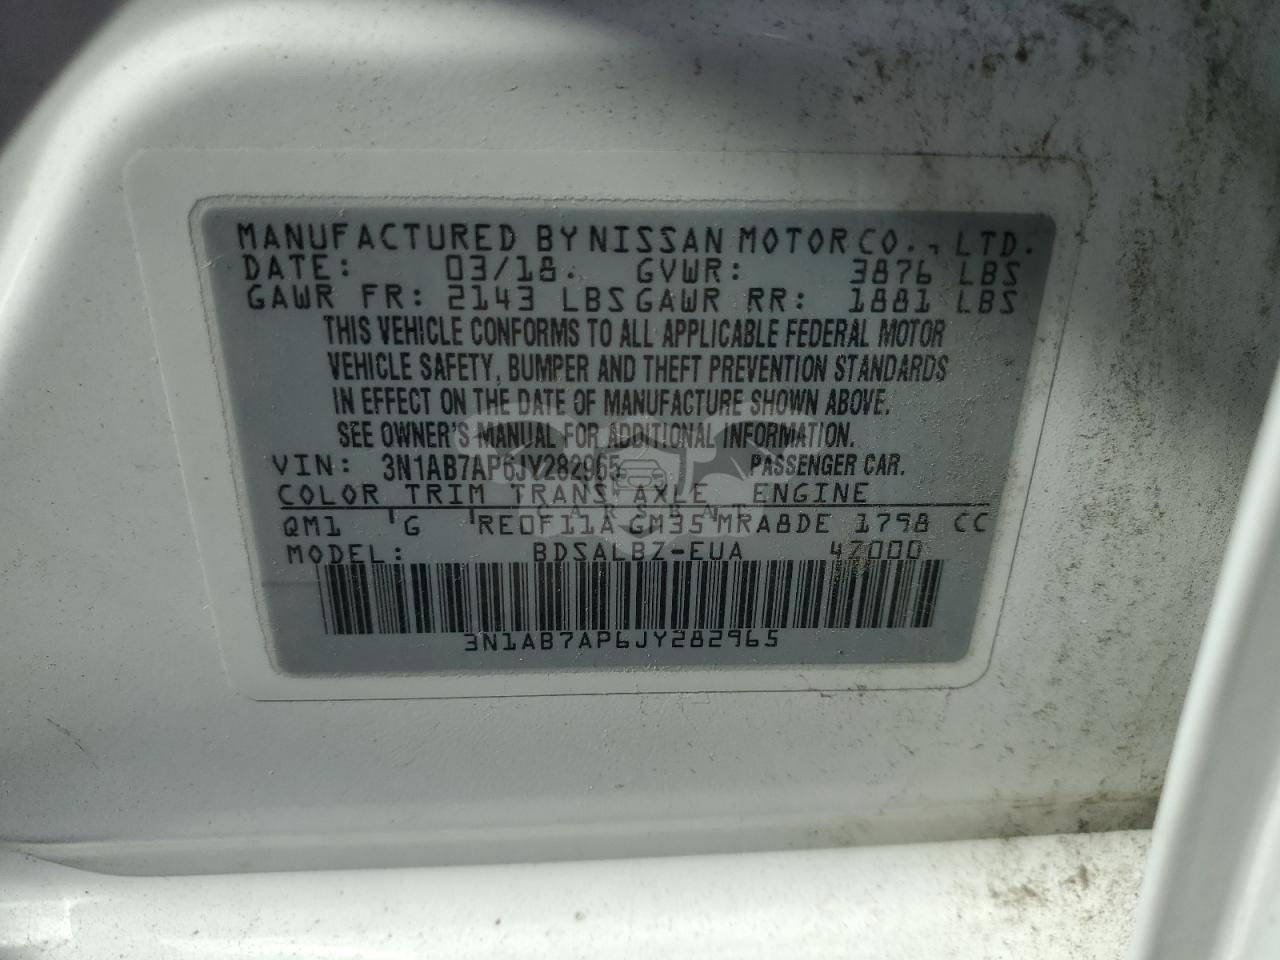 MANUFACTURED BY NISSAN MOTOR CO., LTD.
DATE: 03/18. GVWR: 3876 LBS
GAWR FR: 2143 LBS GAWR RR: 1881 LBS
THIS VEHICLE CONFORMS TO ALL APPLICABLE FEDERAL MOTOR
VEHICLE SAFETY, BUMPER AND THEFT PREVENTION STANDARDS
IN EFFECT ON THE DATE OF MANUFACTURE SHOWN ABOVE.
SEE OWNER'S MANUAL FOR ADDITIONAL INFORMATION.
VIN: 3N1AB7AP6JY282965 PASSENGER CAR.
COLOR TRIM TRANS AXLE ENGINE
CARSBAT
QM1 G RE0F11A GM35 MRA8DE 1798 CC
MODEL: BDSALBZ-EUA 47000
3N1AB7AP6JY282965